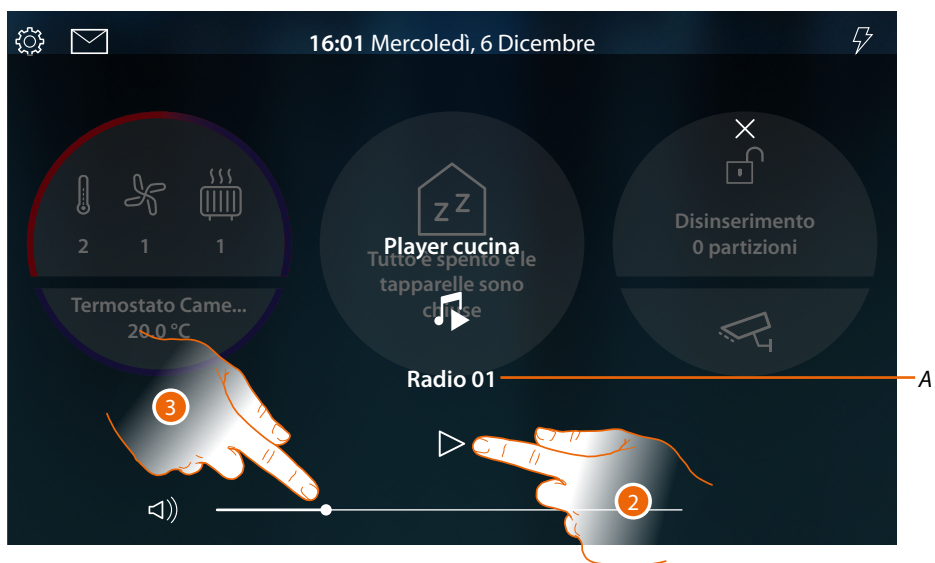 16:01 Mercoledì, 6 Dicembre
2 1 1
Termostato Came...
20.0 °C
z Z
Player cucina
Tutto è spento e le
tapparelle sono
chiuse
Disinserimento
0 partizioni
Radio 01
A
3
2